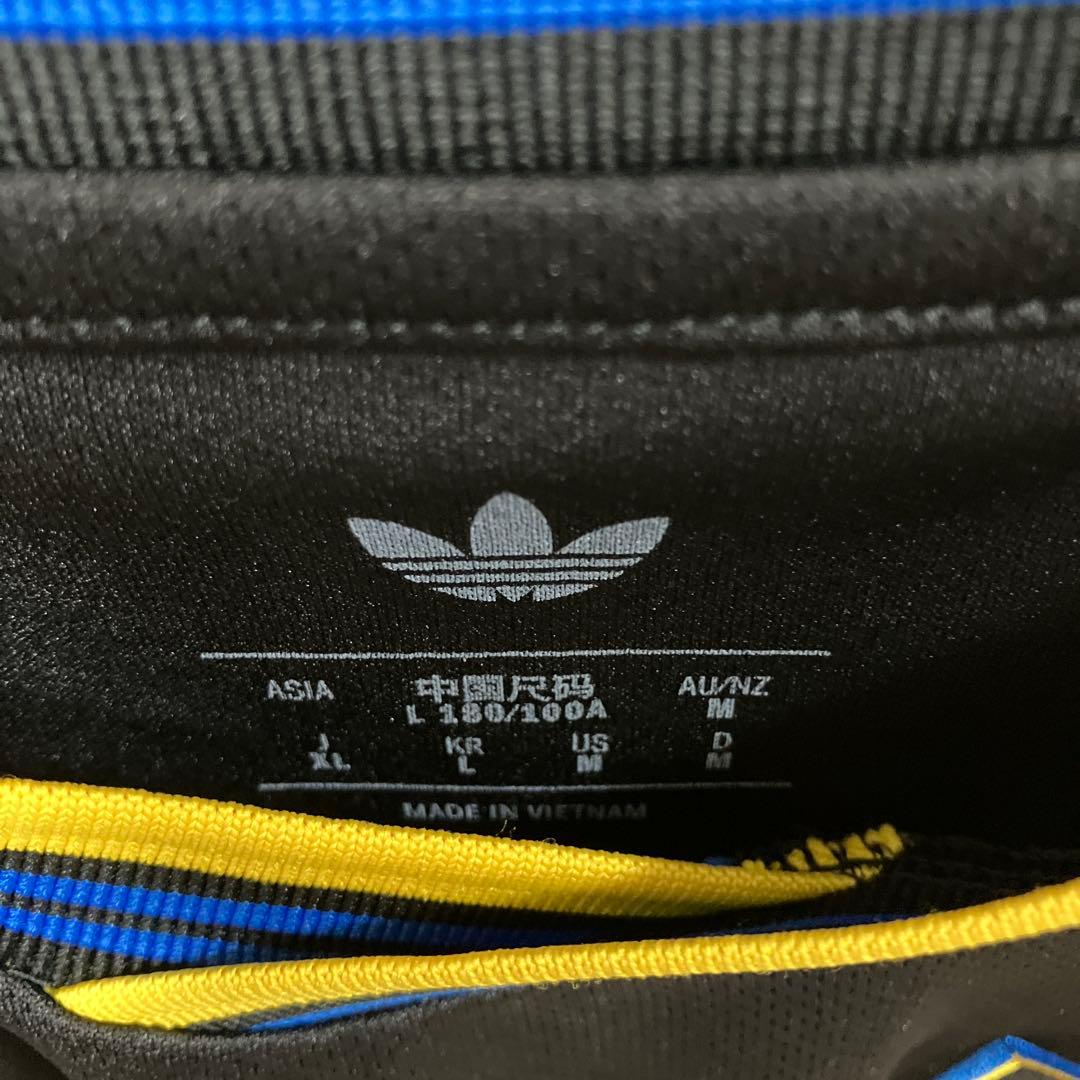 ASIA 中国尺码 AU/NZ
L 180/100A M
J KR US D
XL L M M
MADE IN VIETNAM